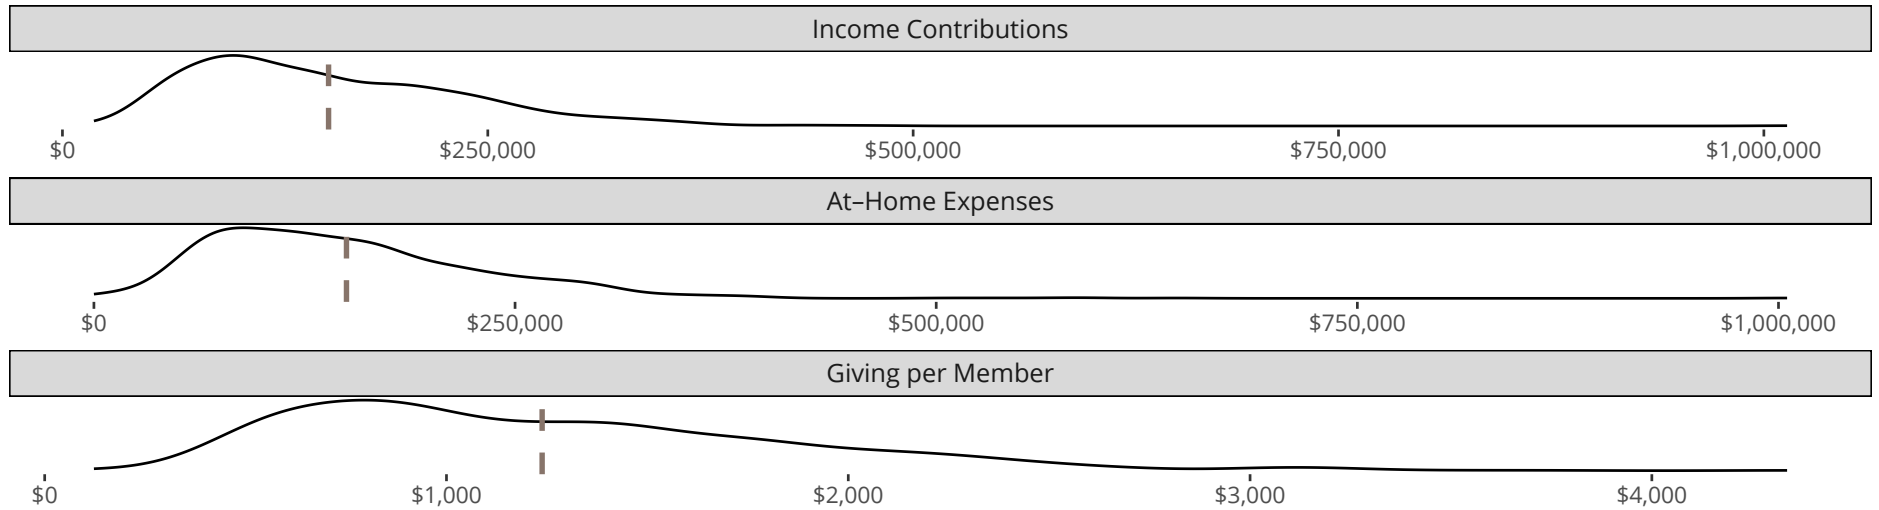 Income Contributions
$0 $250,000 $500,000 $750,000 $1,000,000
At–Home Expenses
$0 $250,000 $500,000 $750,000 $1,000,000
Giving per Member
$0 $1,000 $2,000 $3,000 $4,000